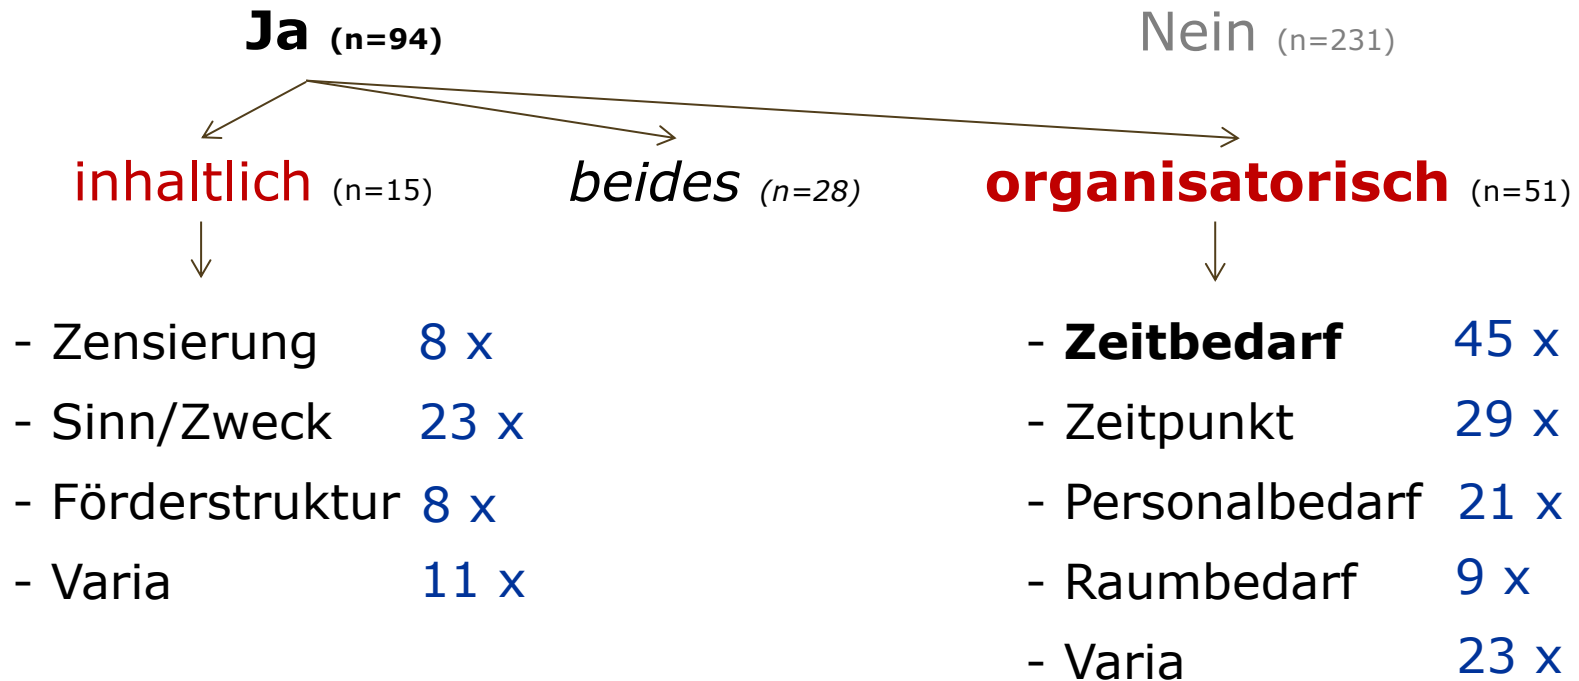 Ja (n=94) Nein (n=231)
inhaltlich (n=15) beides (n=28) organisatorisch (n=51)
- Zensierung 8 x
- Sinn/Zweck 23 x
- Förderstruktur 8 x
- Varia 11 x
- Zeitbedarf 45 x
- Zeitpunkt 29 x
- Personalbedarf 21 x
- Raumbedarf 9 x
- Varia 23 x